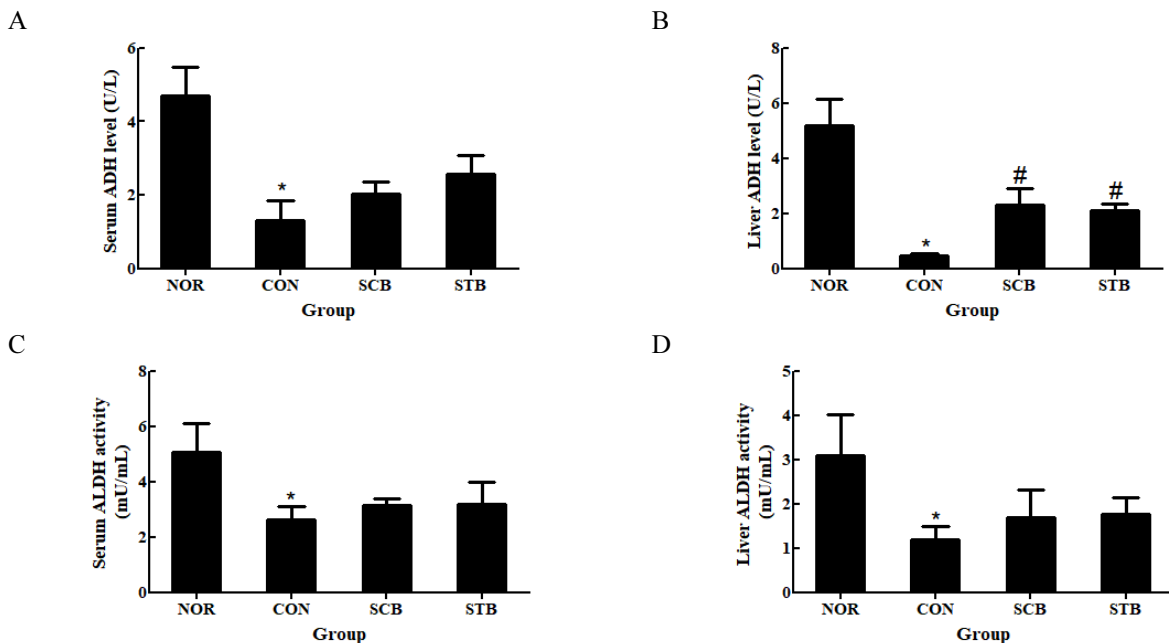 A
Serum ADH level (U/L)
6
4
2
0
*
NOR CON SCB STB
Group
B
Liver ADH level (U/L)
8
6
4
2
0
*
#
#
NOR CON SCB STB
Group
C
Serum ALDH activity
(mU/mL)
8
6
4
2
0
*
NOR CON SCB STB
Group
D
Liver ALDH activity
(mU/mL)
5
4
3
2
1
0
*
NOR CON SCB STB
Group